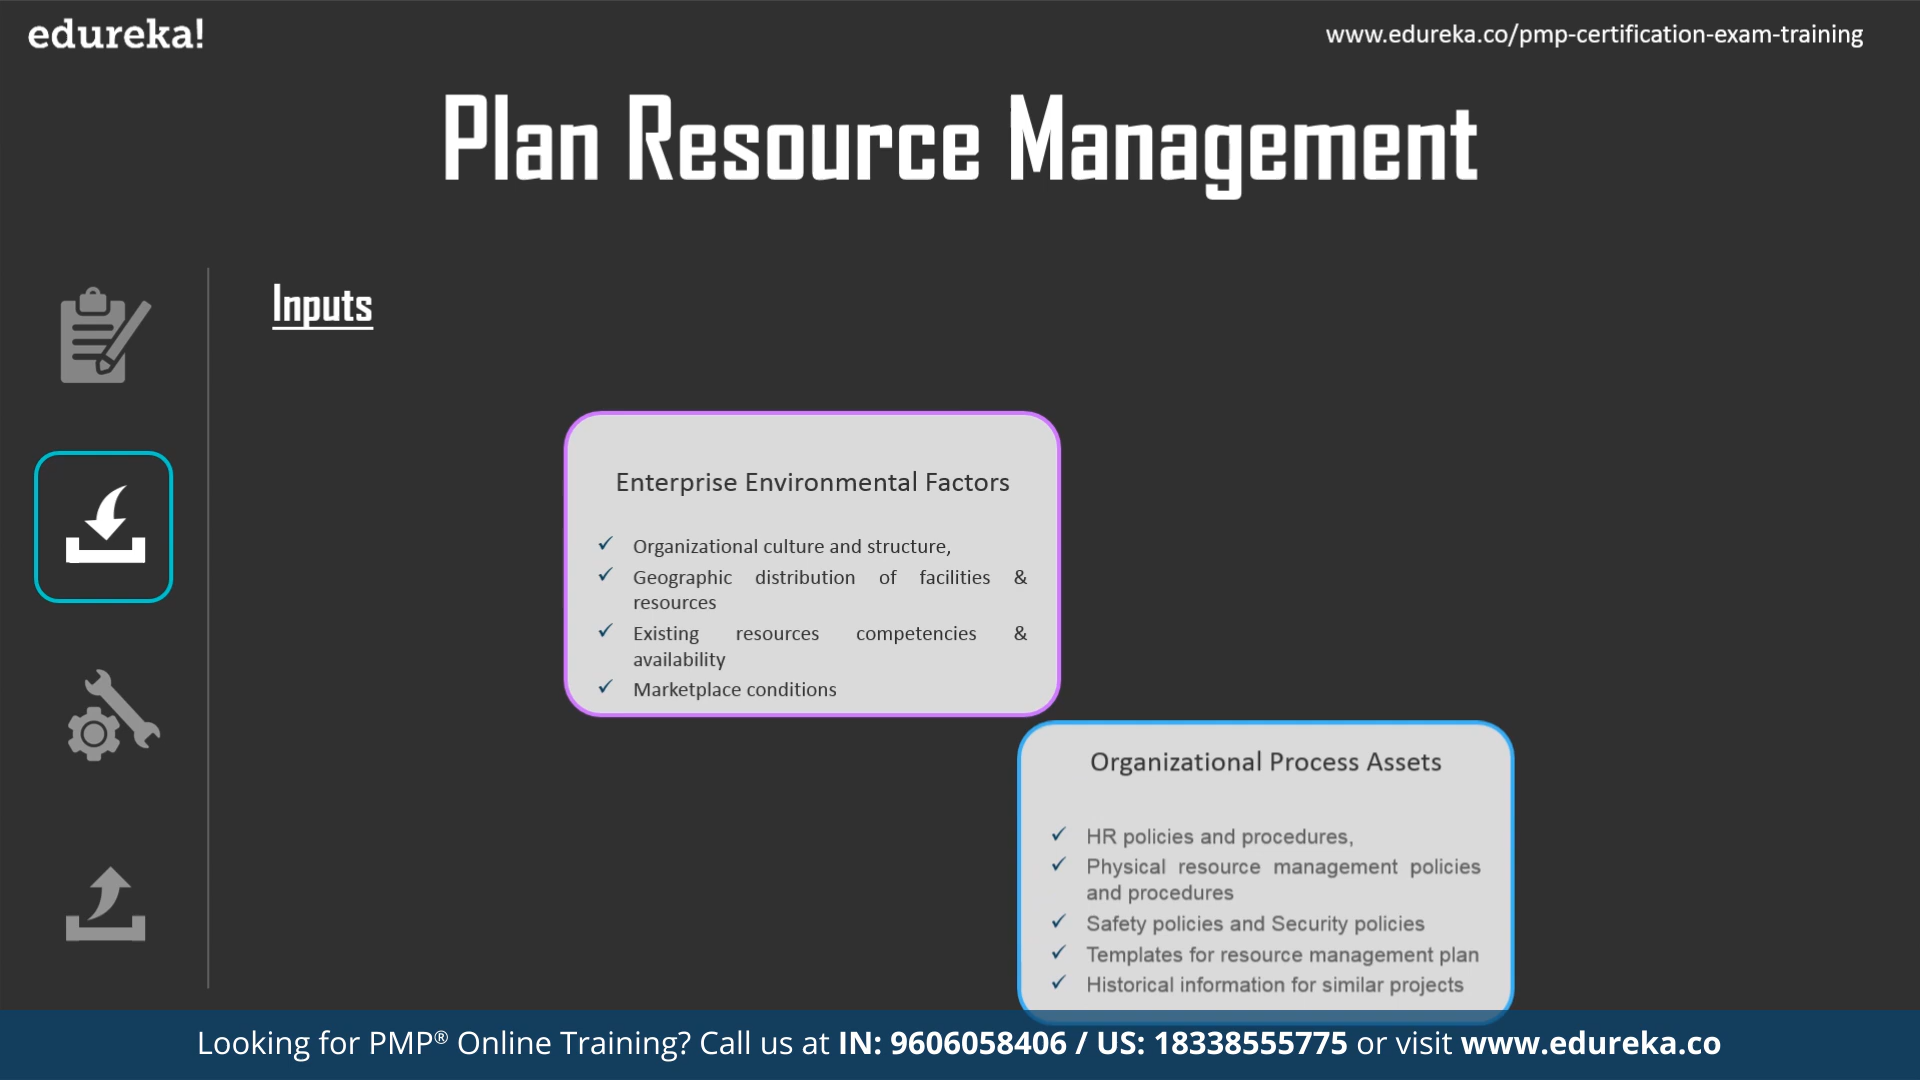 edureka!
www.edureka.co/pmp-certification-exam-training
Plan Resource Management
Inputs
Enterprise Environmental Factors
Organizational culture and structure,
Geographic distribution of facilities &
resources
Existing resources competencies &
availability
Marketplace conditions
Organizational Process Assets
HR policies and procedures,
Physical resource management policies
and procedures
Safety policies and Security policies
Templates for resource management plan
Historical information for similar projects
Looking for PMP® Online Training? Call us at IN: 9606058406 / US: 18338555775 or visit www.edureka.co